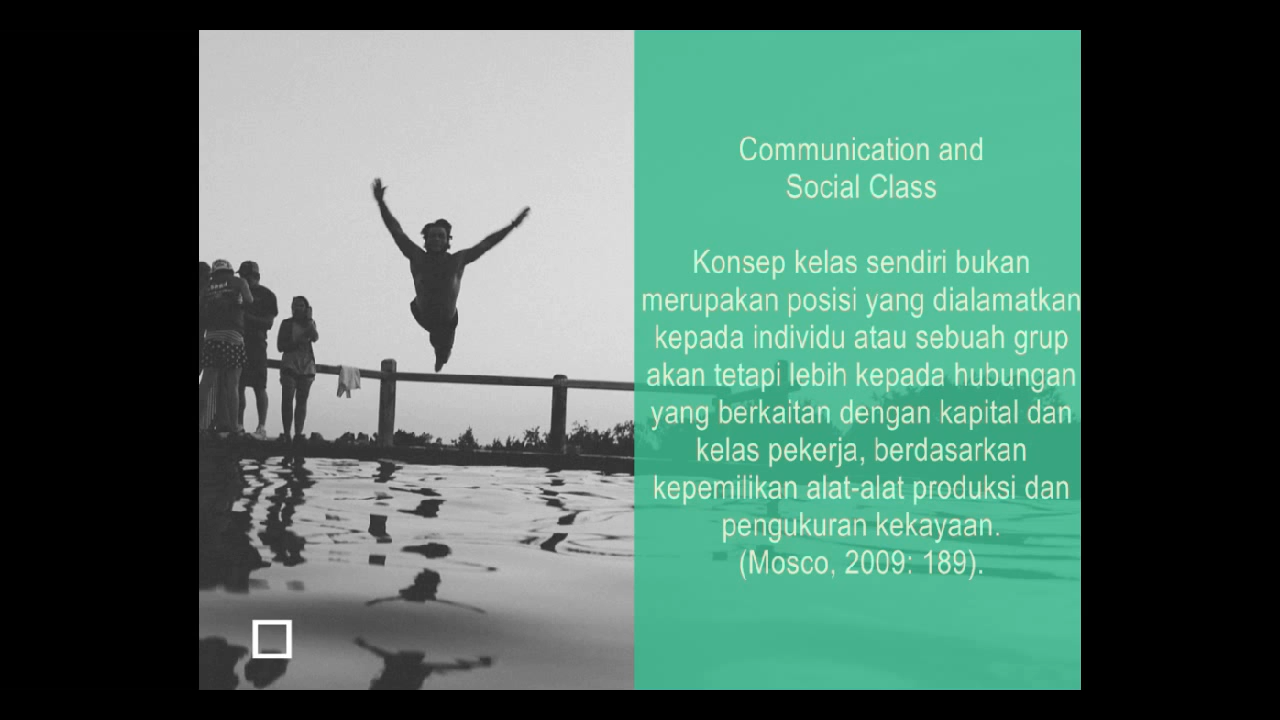 Communication and
Social Class
Konsep kelas sendiri bukan
merupakan posisi yang dialamatkan
kepada individu atau sebuah grup
akan tetapi lebih kepada hubungan
yang berkaitan dengan kapital dan
kelas pekerja, berdasarkan
kepemilikan alat-alat produksi dan
pengukuran kekayaan.
(Mosco, 2009: 189).